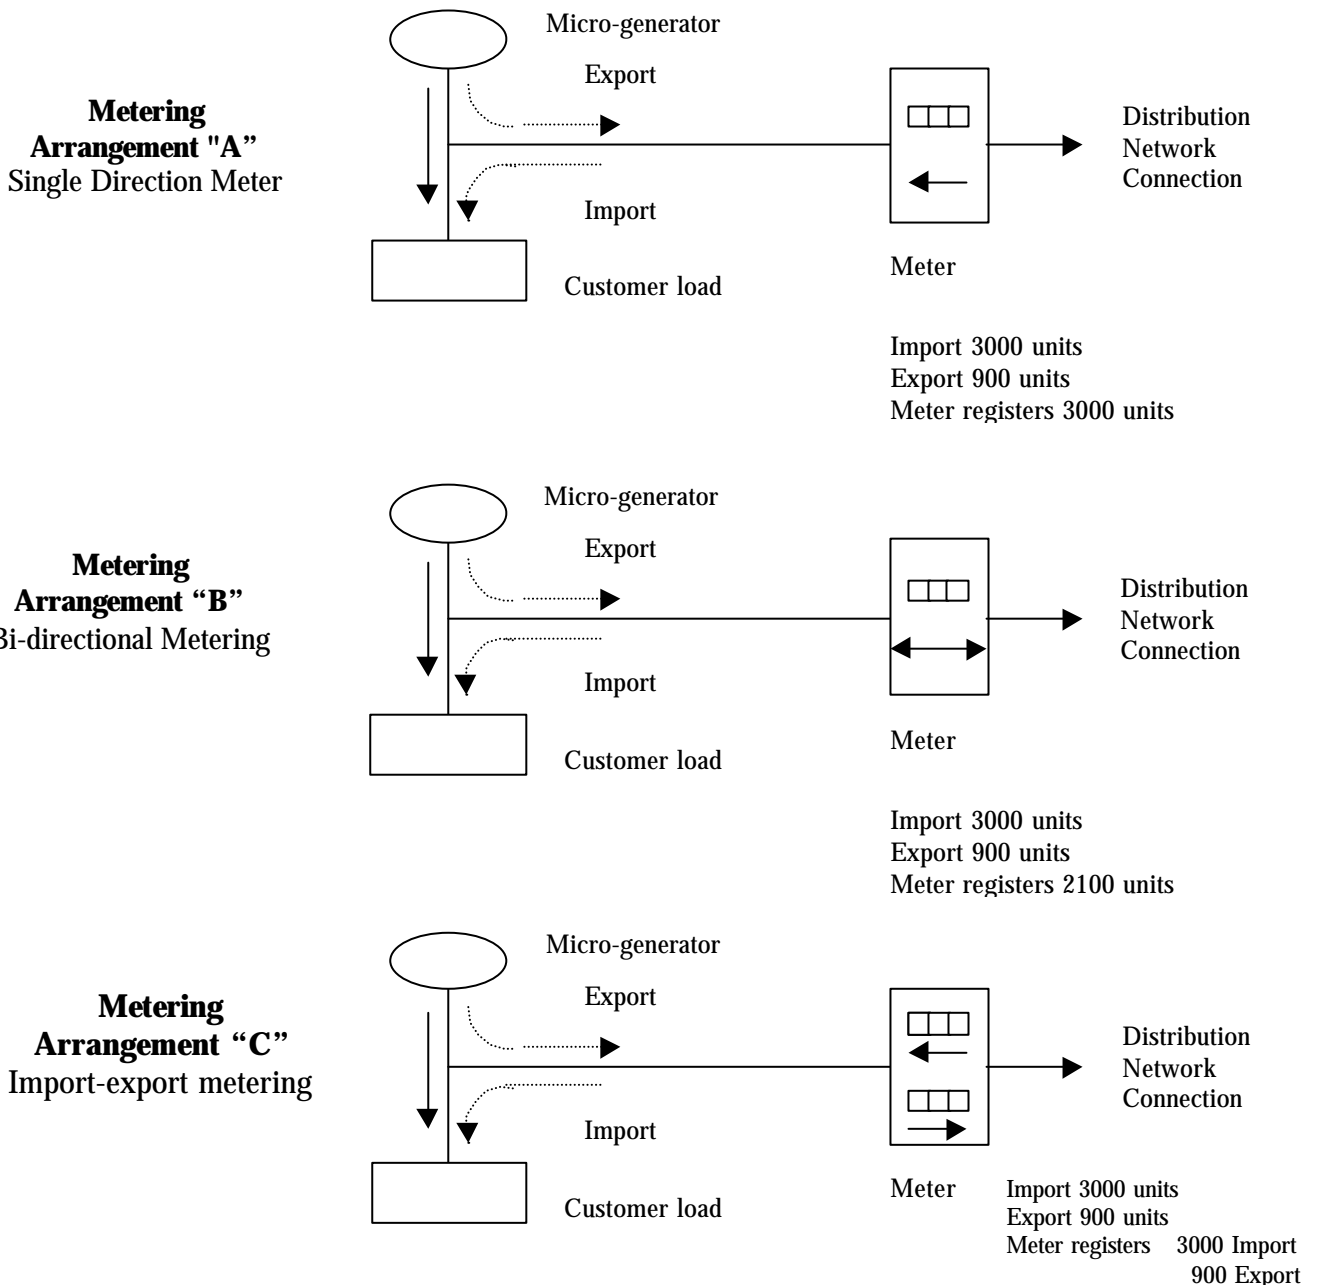 Micro-generator
Export
Metering
Arrangement "A”
Single Direction Meter
Distribution
Network
Connection
Import
Meter
Customer load
Import 3000 units
Export 900 units
Meter registers 3000 units
Micro-generator
Export
Metering
Arrangement “B”
Bi-directional Metering
Distribution
Network
Connection
Import
Meter
Customer load
Import 3000 units
Export 900 units
Meter registers 2100 units
Micro-generator
Export
Metering
Arrangement “C”
Import-export metering
Distribution
Network
Connection
Import
Meter
Customer load
Import 3000 units
Export 900 units
Meter registers 3000 Import
900 Export